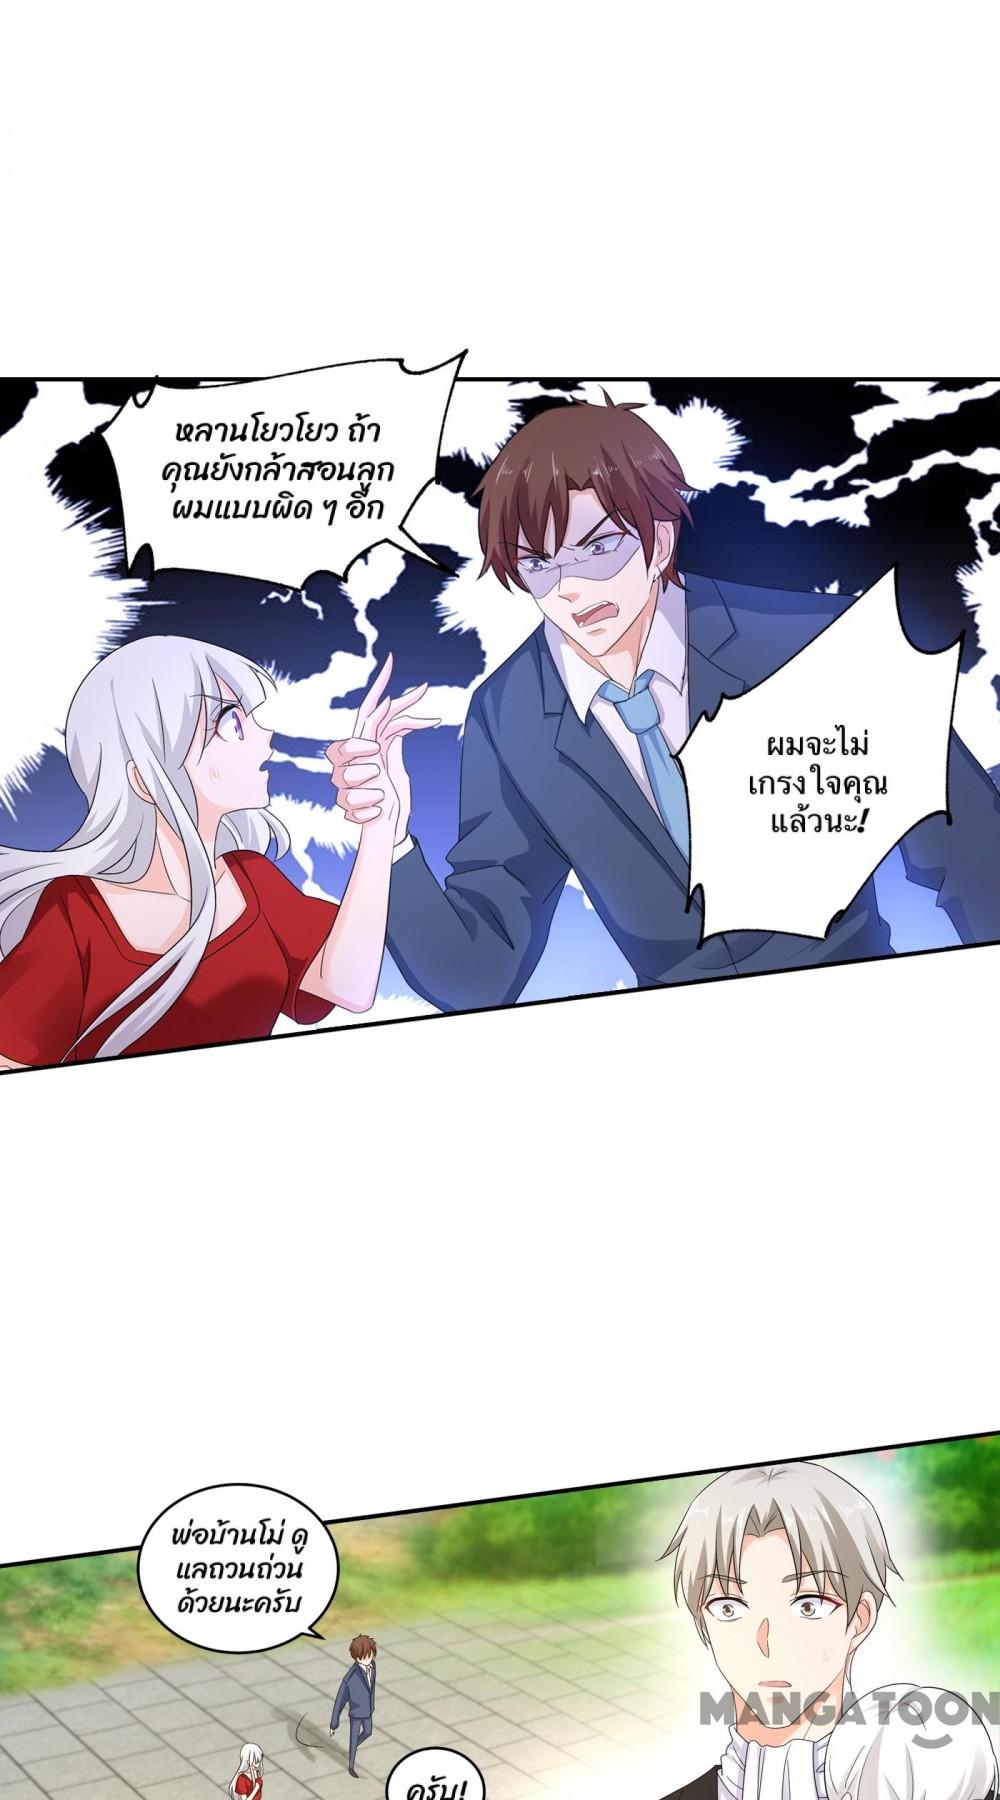 หลานโยวโยว ถ้า
คุณยังกล้าสอนลูก
ผมแบบผิด ๆ อีก
ผมจะไม่
เกรงใจคุณ
แล้วนะ!
พ่อบ้านโม่ ดู
แลถวนถ่วน
ด้วยนะครับ
MANGATOON
ครับ!